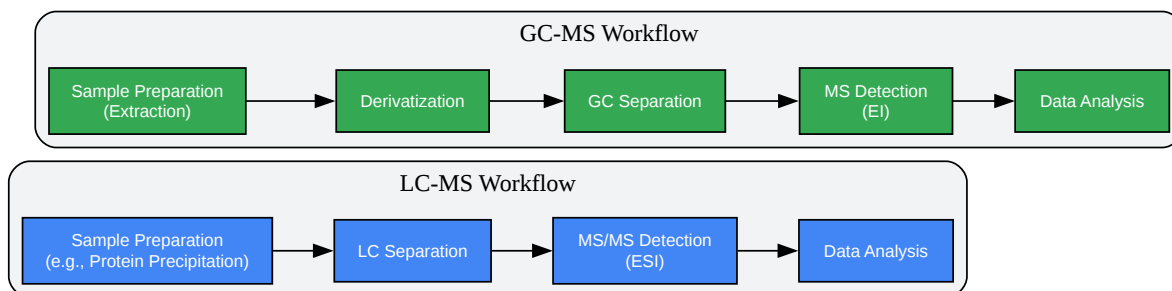 GC-MS Workflow
Sample Preparation
(Extraction)
Derivatization
GC Separation
MS Detection
(EI)
Data Analysis
LC-MS Workflow
Sample Preparation
(e.g., Protein Precipitation)
LC Separation
MS/MS Detection
(ESI)
Data Analysis